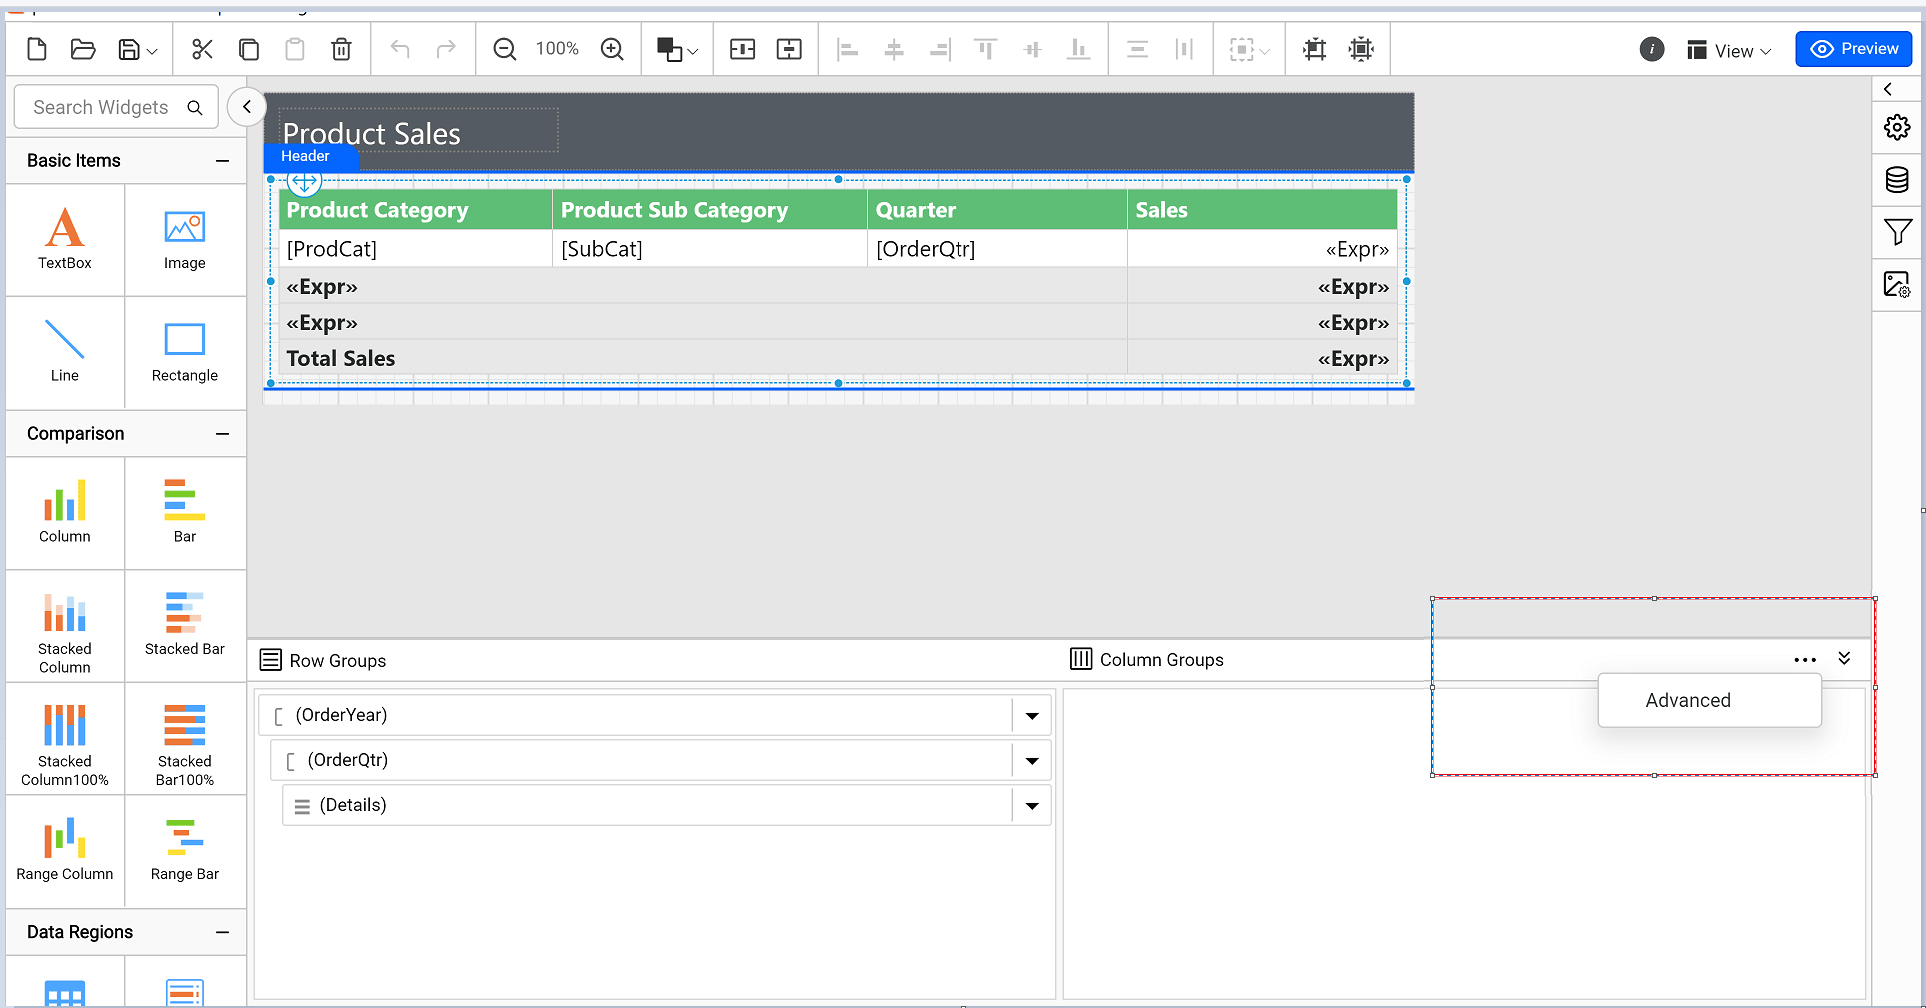 100%
View
Preview
Search Widgets
Basic Items
TextBox
Image
Line
Rectangle
Comparison
Column
Bar
Stacked
Column
Stacked Bar
Stacked
Column100%
Stacked
Bar100%
Range Column
Range Bar
Data Regions
Product Sales
Header
Product Category Product Sub Category Quarter Sales
[ProdCat] [SubCat] [OrderQtr] «Expr»
«Expr» «Expr»
«Expr» «Expr»
Total Sales «Expr»
Row Groups
(OrderYear)
(OrderQtr)
(Details)
Column Groups
Advanced